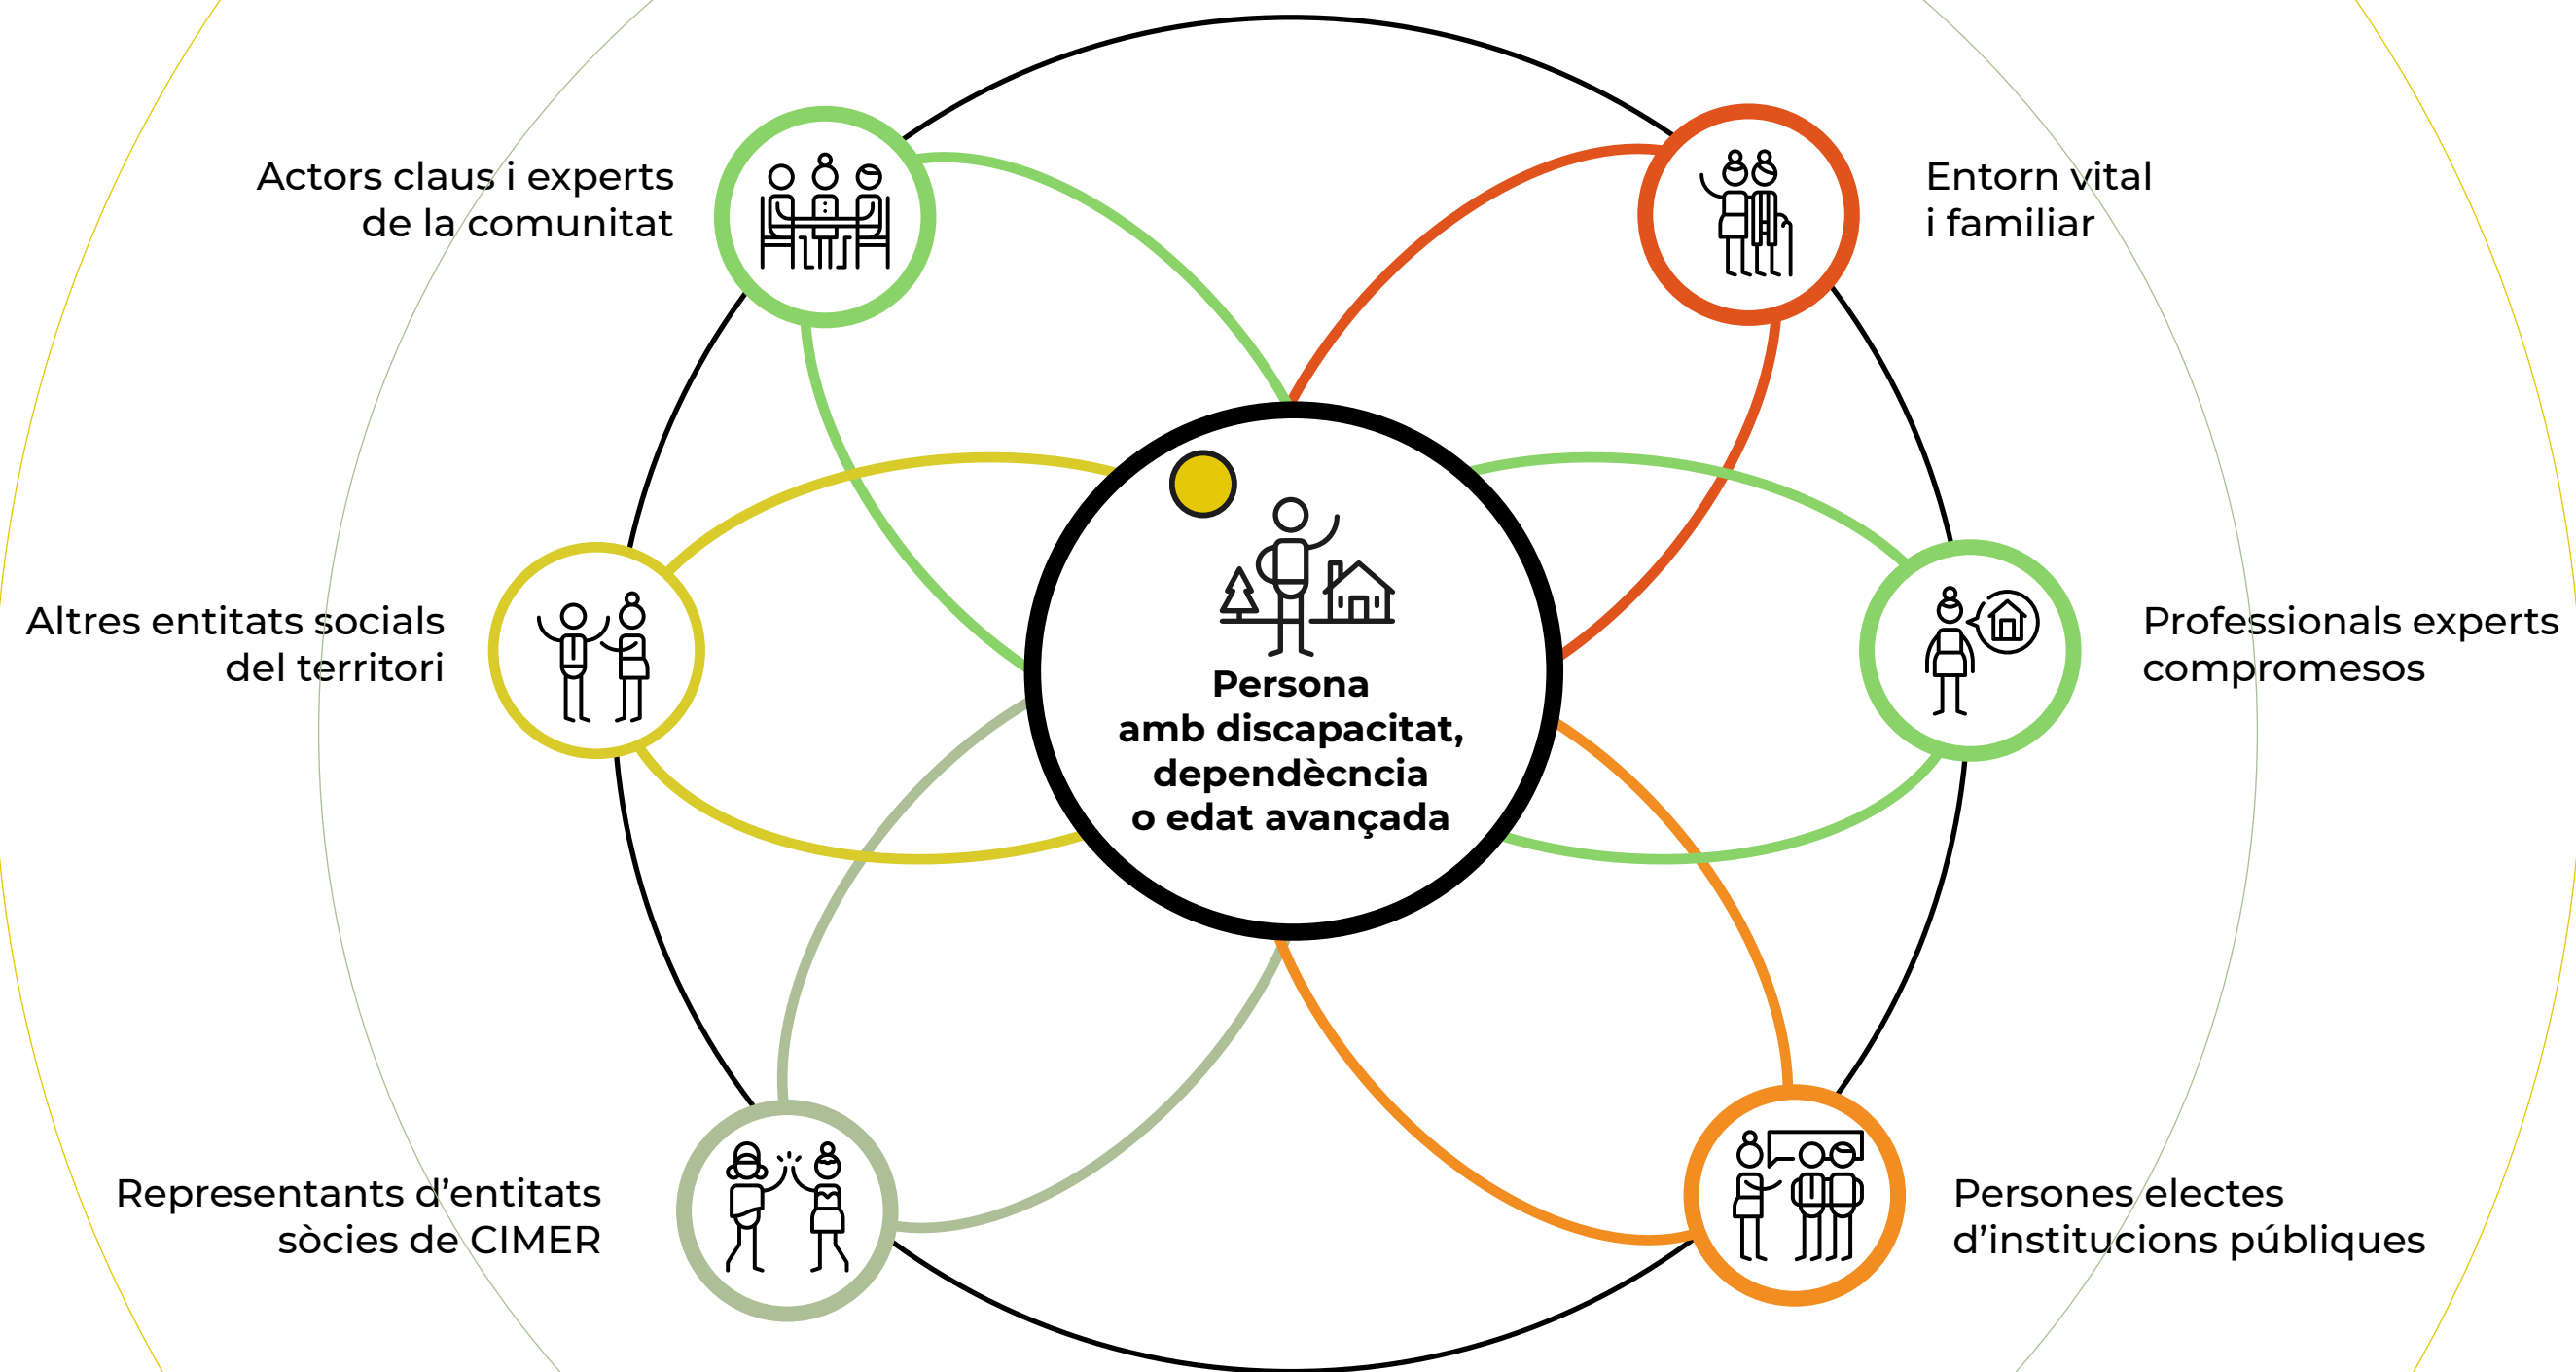 Actors claus i experts
de la comunitat
Entorn vital
i familiar
Altres entitats socials
del territori
Professionals experts
compromesos
Persona
amb discapacitat,
dependècncia
o edat avançada
Representants d’entitats
sòcies de CIMER
Persones electes
d’institucions públiques